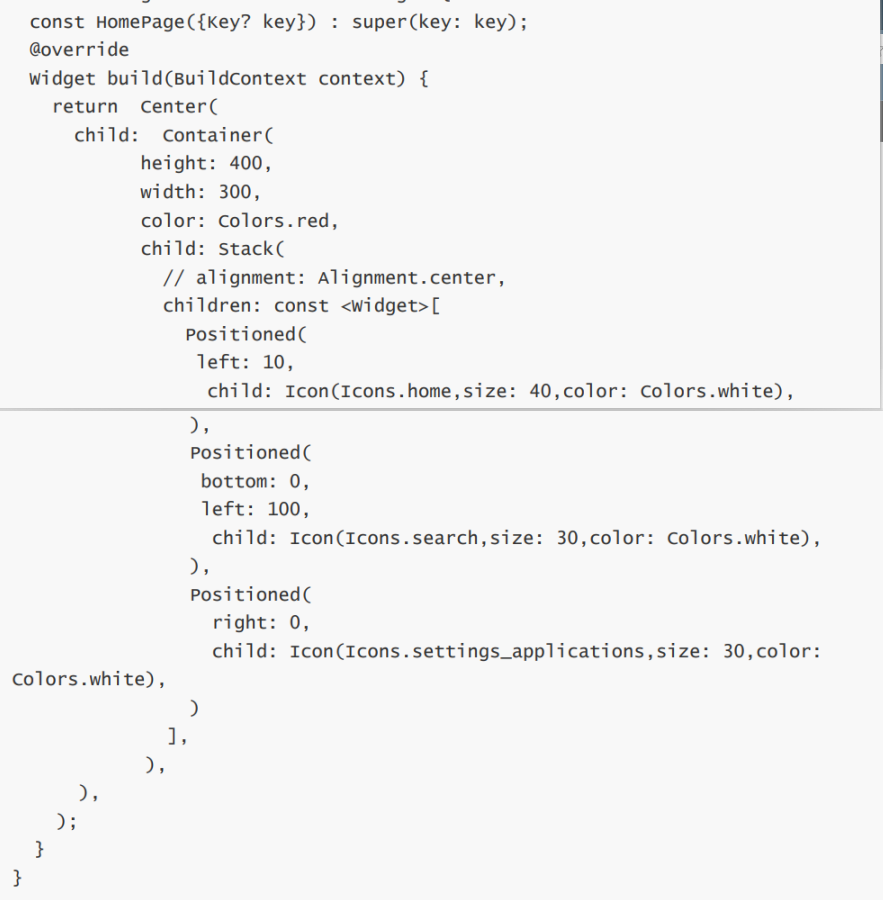 const HomePage({Key? key}) : super(key: key);
@override
Widget build(BuildContext context) {
return  Center(
child:  Container(
height: 400,
width: 300,
color: Colors.red,
child: Stack(
// alignment: Alignment.center,
children: const <Widget>[
Positioned(
left: 10,
child: Icon(Icons.home,size: 40,color: Colors.white),
),
Positioned(
bottom: 0,
left: 100,
child: Icon(Icons.search,size: 30,color: Colors.white),
),
Positioned(
right: 0,
child: Icon(Icons.settings_applications,size: 30,color:
Colors.white),
)
],
),
),
);
}
}